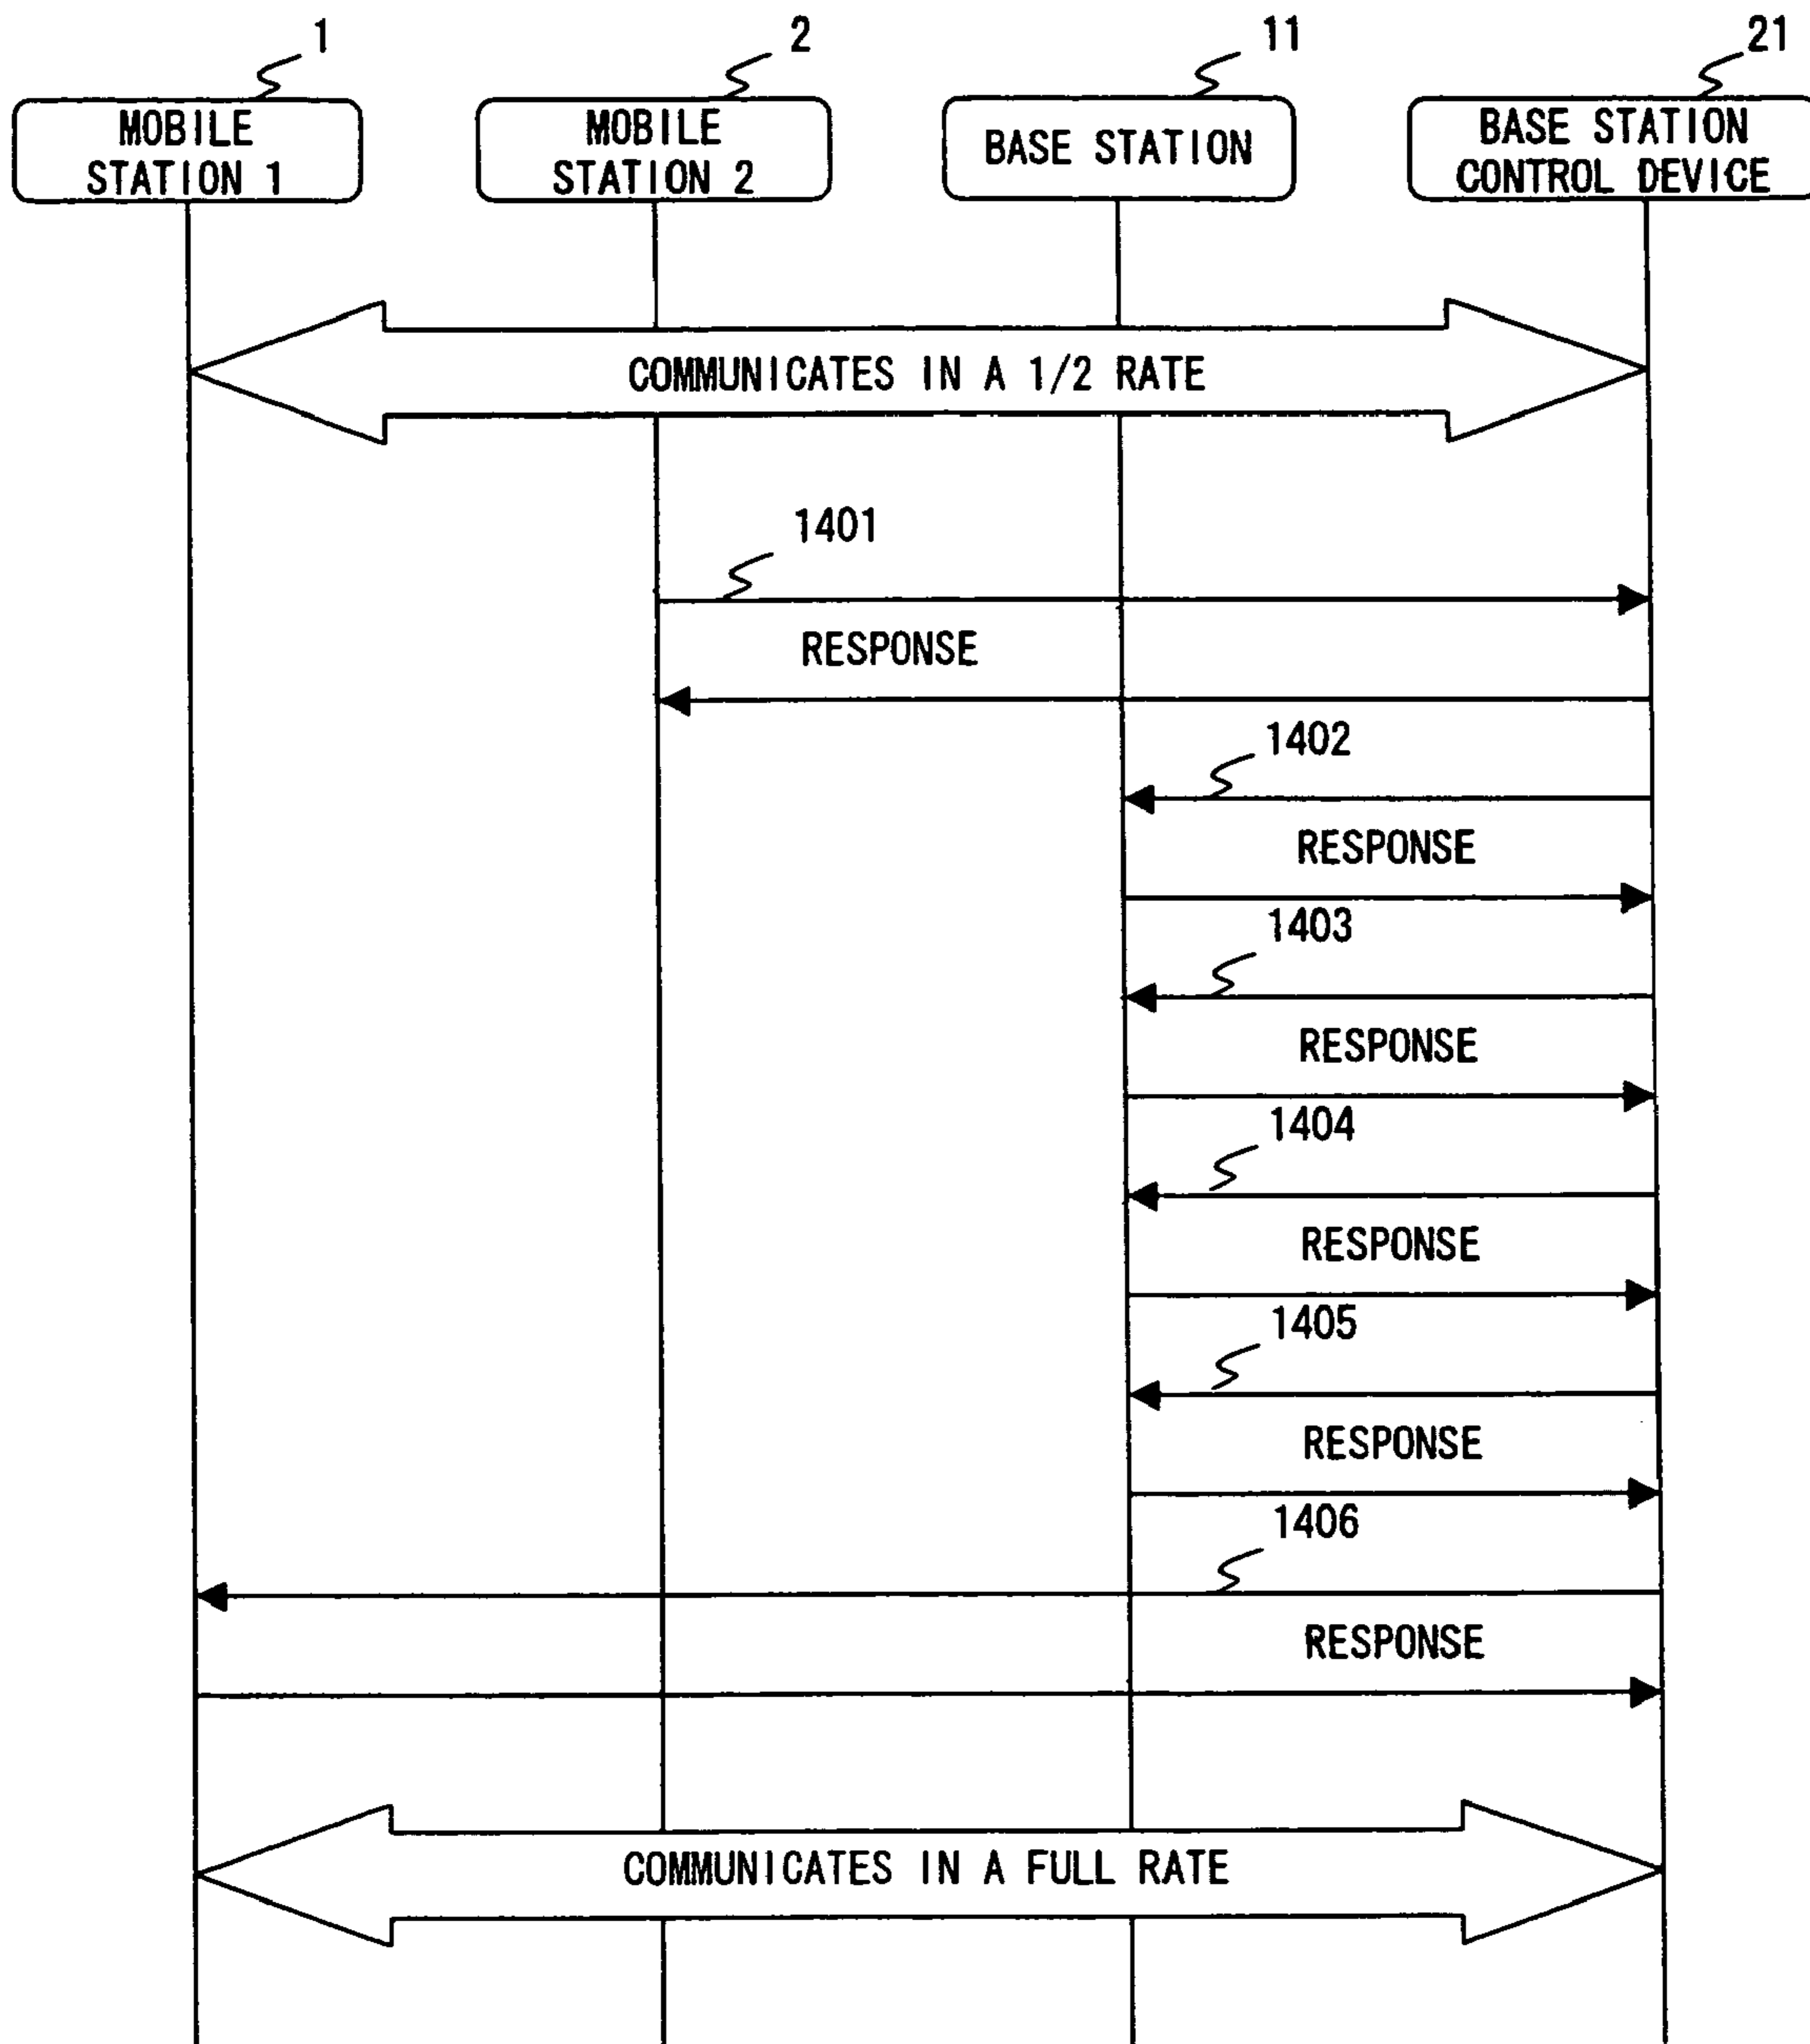 1
2
11
21
MOBILE
STATION 1
MOBILE
STATION 2
BASE STATION
BASE STATION
CONTROL DEVICE
COMMUNICATES IN A 1/2 RATE
1401
RESPONSE
1402
RESPONSE
1403
RESPONSE
1404
RESPONSE
1405
RESPONSE
1406
RESPONSE
COMMUNICATES IN A FULL RATE